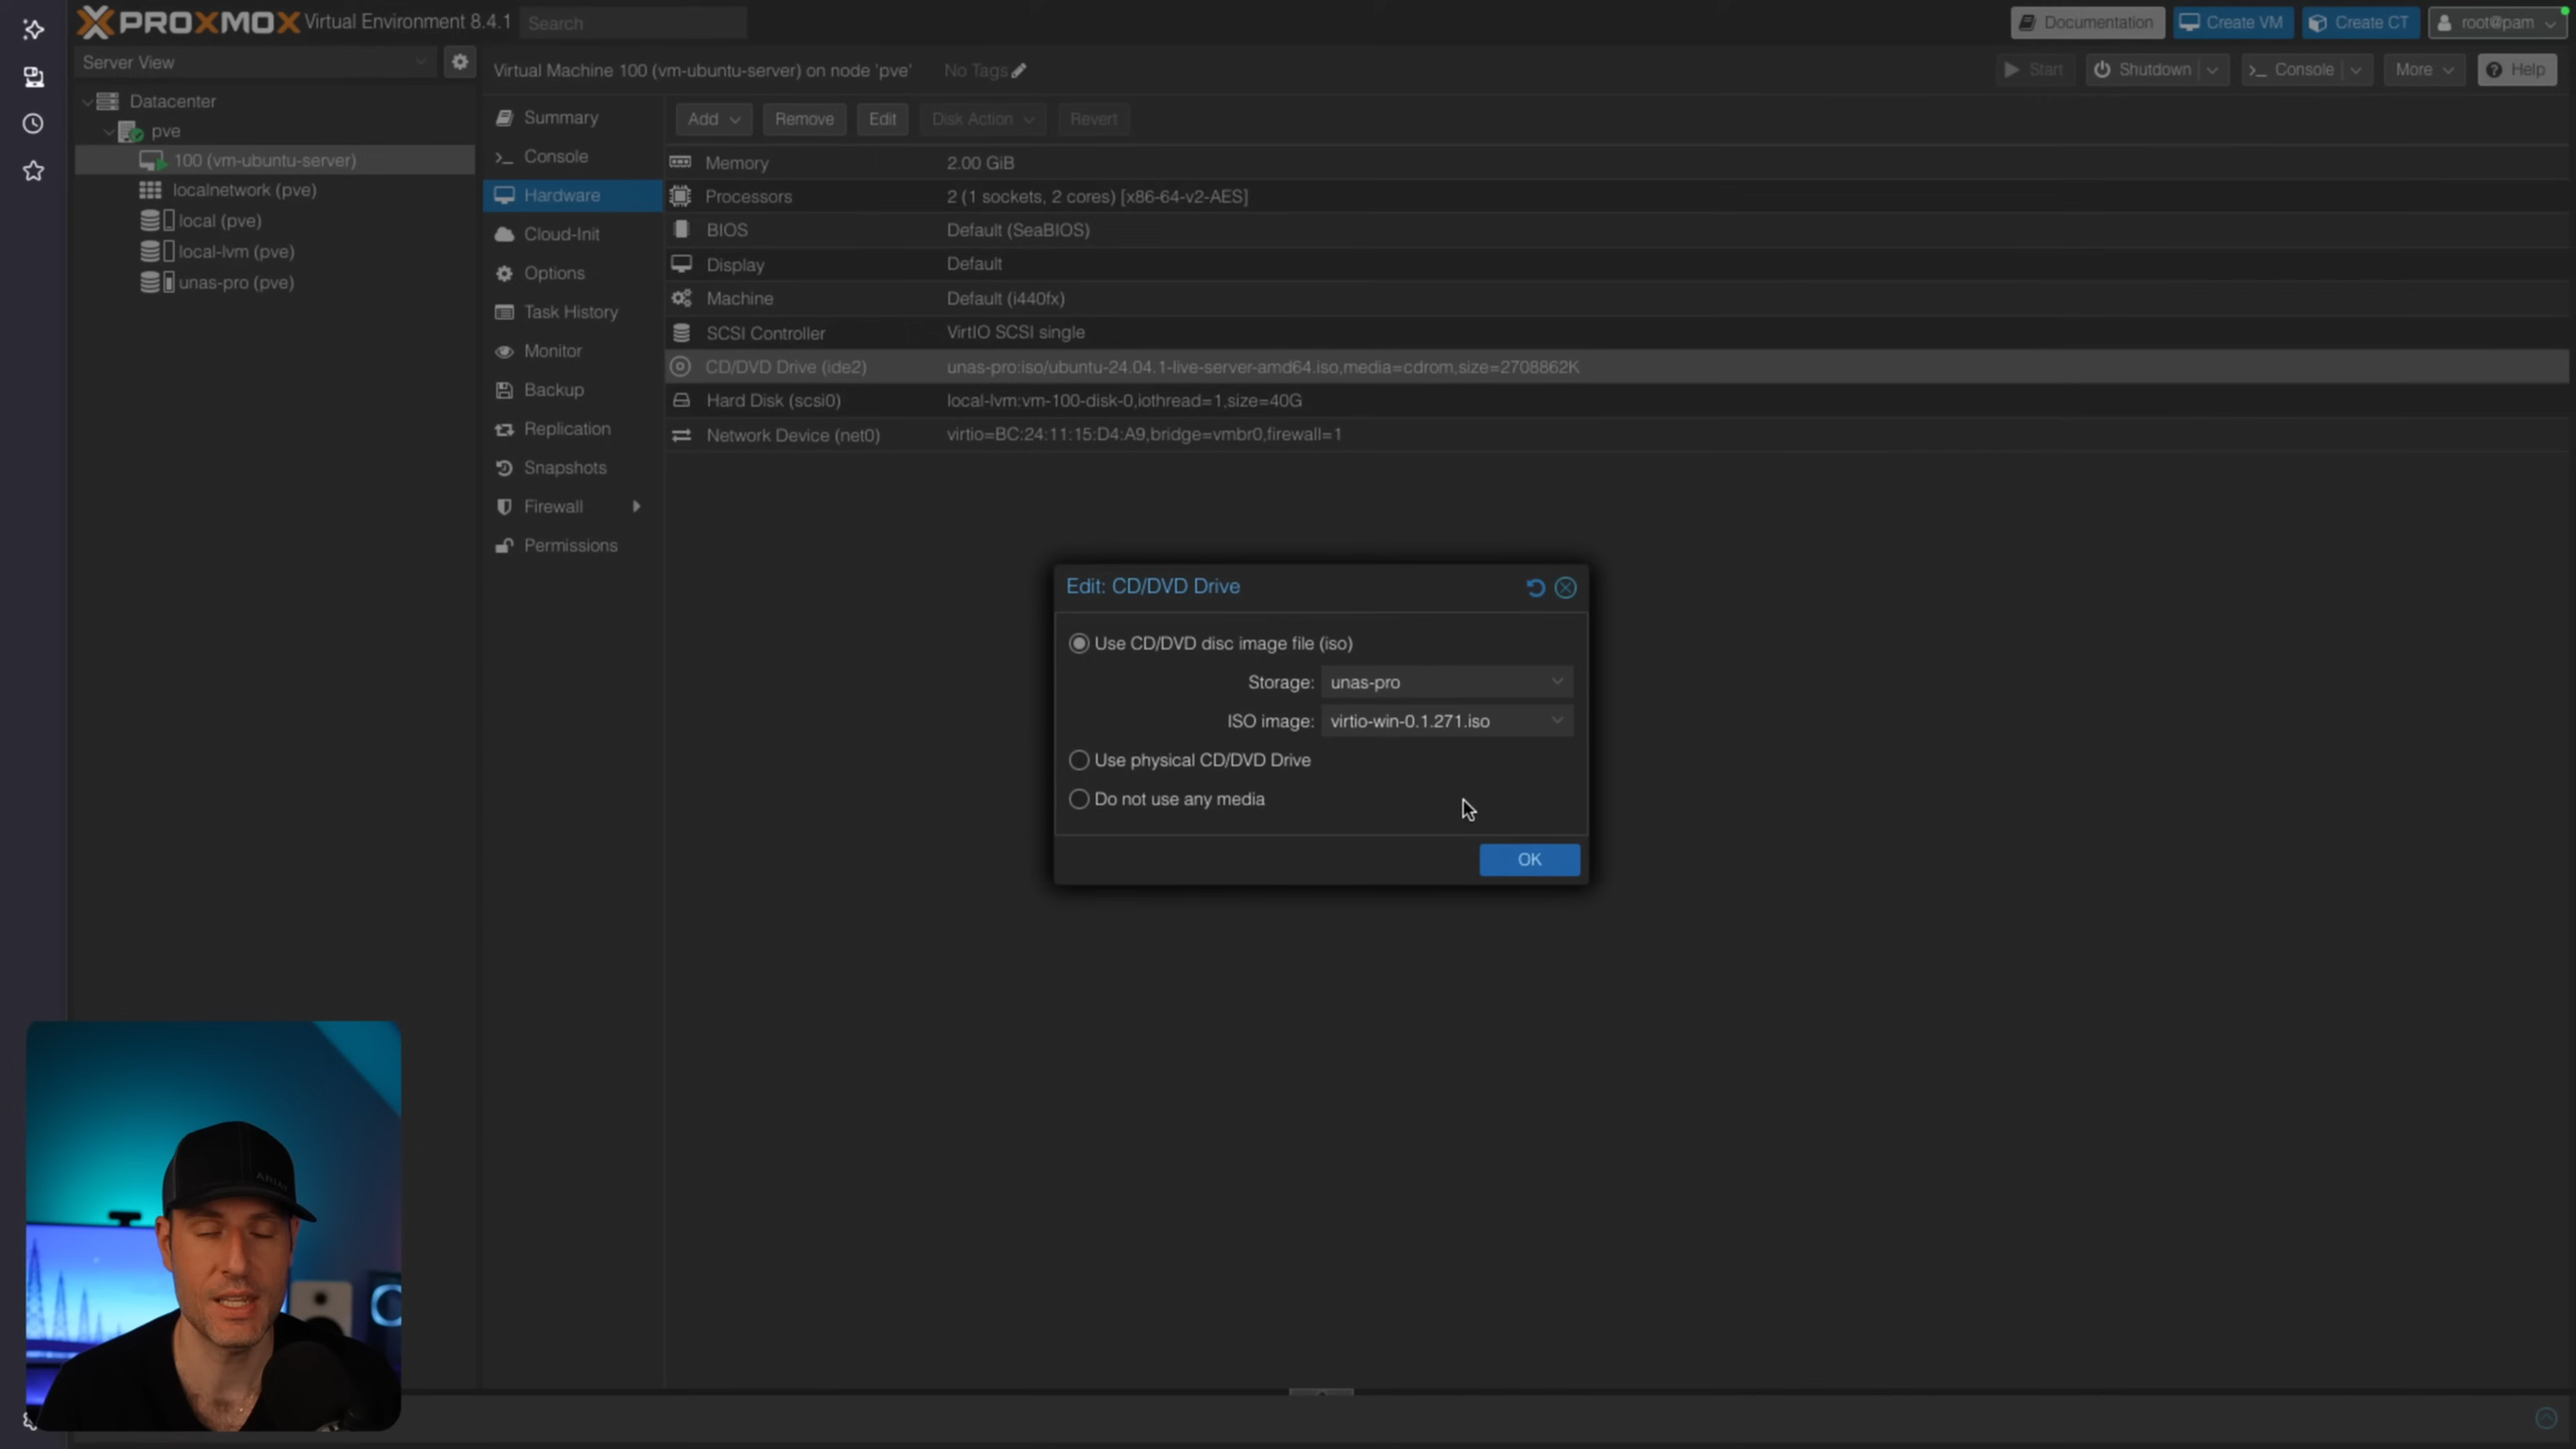 PROXMOX Virtual Environment 8.4.1 Search Documentation Create VM Create CT root@pam
Server View
Virtual Machine 100 (vm-ubuntu-server) on node 'pve' No Tags Start Shutdown Console More Help
Datacenter
pve
100 (vm-ubuntu-server)
localnetwork (pve)
local (pve)
local-lvm (pve)
unas-pro (pve)
Summary
Console
Hardware
Cloud-Init
Options
Task History
Monitor
Backup
Replication
Snapshots
Firewall
Permissions
Add Remove Edit Disk Action Revert
Memory 2.00 GiB
Processors 2 (1 sockets, 2 cores) [x86-64-v2-AES]
BIOS Default (SeaBIOS)
Display Default
Machine Default (i440fx)
SCSI Controller VirtIO SCSI single
CD/DVD Drive (ide2) unas-pro:iso/ubuntu-24.04.1-live-server-amd64.iso,media=cdrom,size=2708862K
Hard Disk (scsi0) local-lvm:vm-100-disk-0,iothread=1,size=40G
Network Device (net0) virtio=BC:24:11:15:D4:A9,bridge=vmbr0,firewall=1
Edit: CD/DVD Drive
Use CD/DVD disc image file (iso)
Storage: unas-pro
ISO image: virtio-win-0.1.271.iso
Use physical CD/DVD Drive
Do not use any media
OK
ARIAT